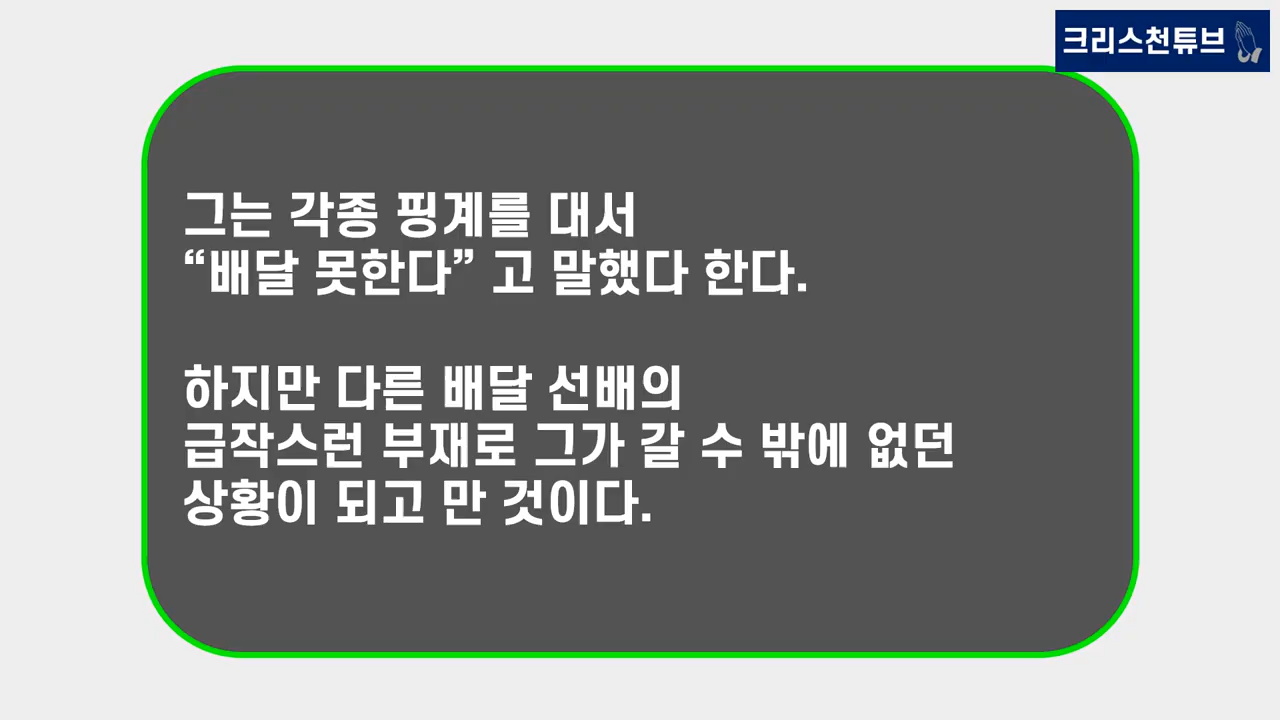 크리스천튜브
그는 각종 핑계를 대서
“배달 못한다” 고 말했다 한다.
하지만 다른 배달 선배의
급작스런 부재로 그가 갈 수 밖에 없던
상황이 되고 만 것이다.